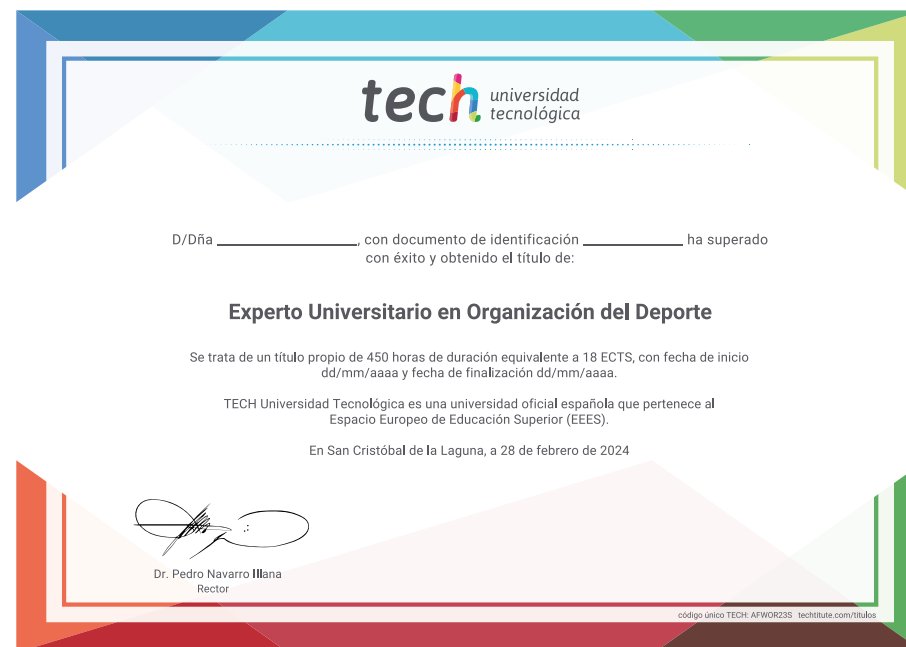 tech universidad
tecnológica
D/Dña ____________, con documento de identificación ____________ ha superado
con éxito y obtenido el título de:
Experto Universitario en Organización del Deporte
Se trata de un título propio de 450 horas de duración equivalente a 18 ECTS, con fecha de inicio
dd/mm/aaaa y fecha de finalización dd/mm/aaaa.
TECH Universidad Tecnológica es una universidad oficial española que pertenece al
Espacio Europeo de Educación Superior (EEES).
En San Cristóbal de la Laguna, a 28 de febrero de 2024
Dr. Pedro Navarro Illana
Rector
código único TECH: AFWOR23S techtitute.com/titulos